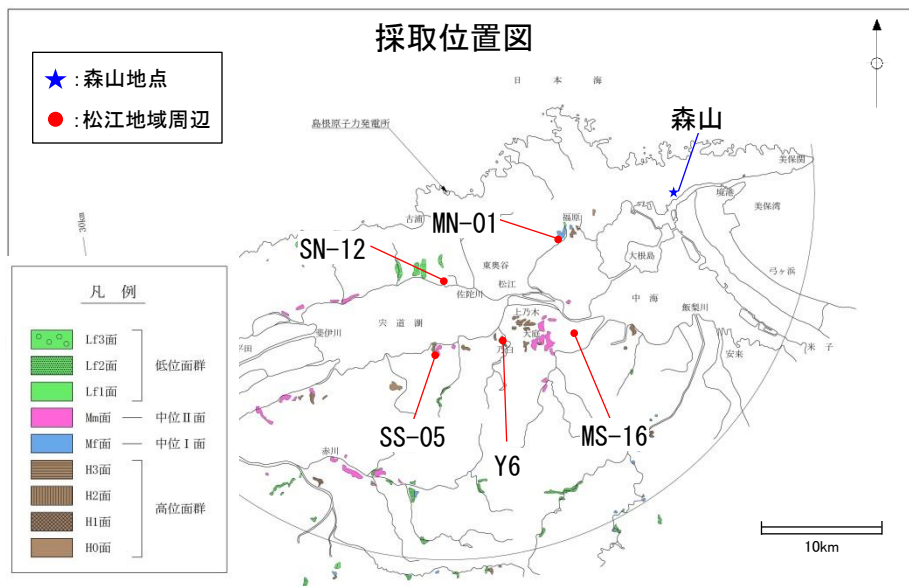 採取位置図
★：森山地点
●：松江地域周辺
日本海
島根原子力発電所
森山
美保関
境港
美保湾
30km
古浦
MN-01
福原
SN-12
大根島
弓ヶ浜
東奥谷
松江
佐陀川
中海
飯梨川
凡例
宍道湖
上乃木
大庭
斐伊川
乃白
米子
安来
Lf3面
Lf2面
低位面群
Lf1面
Mm面
中位Ⅱ面
Mf面
中位Ⅰ面
SS-05
Y6
MS-16
赤川
H3面
H2面
高位面群
H1面
H0面
10km